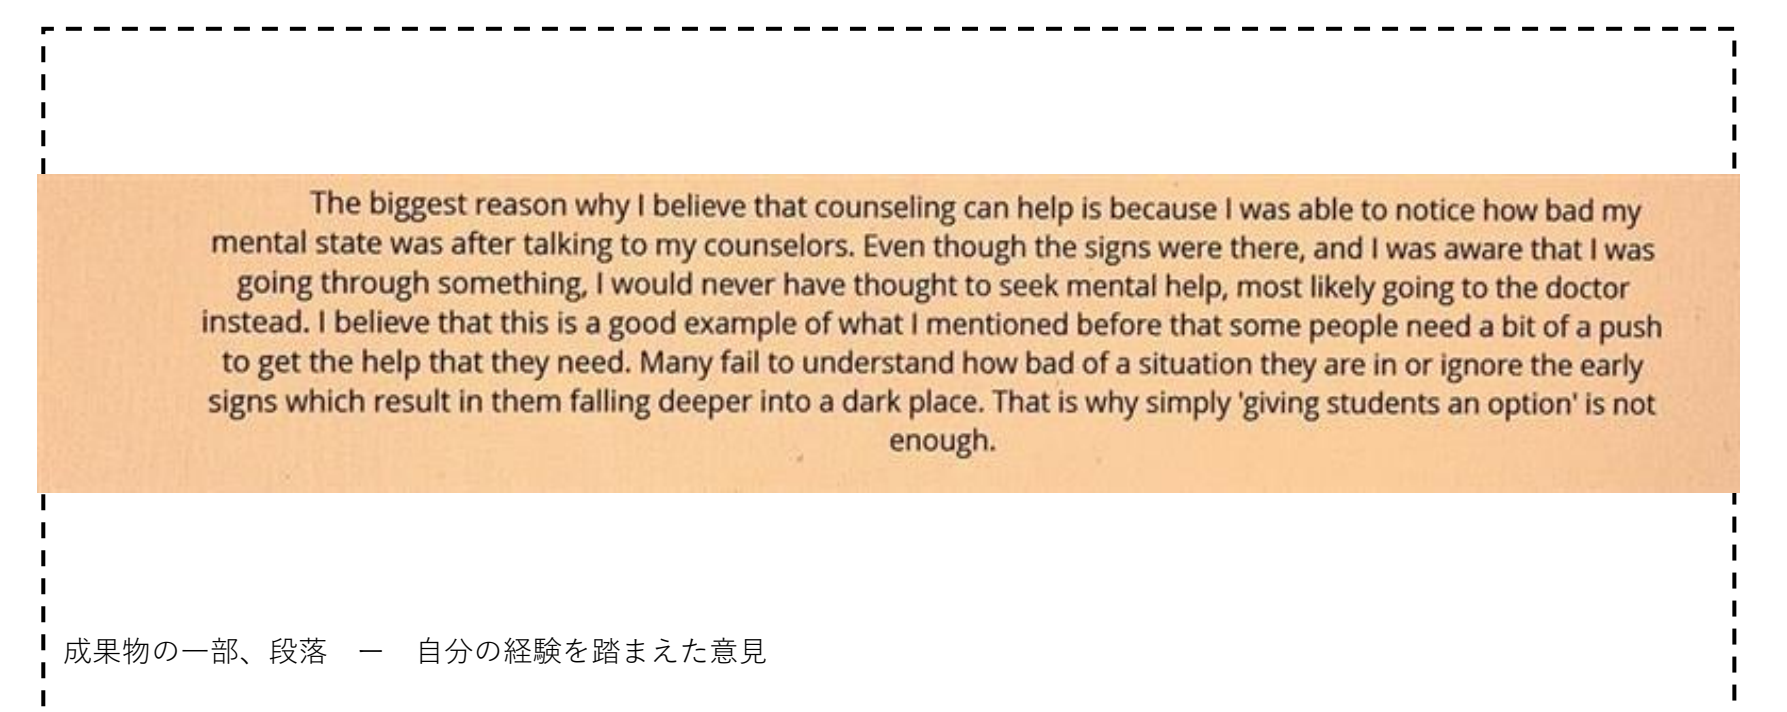 The biggest reason why I believe that counseling can help is because I was able to notice how bad my
mental state was after talking to my counselors. Even though the signs were there, and I was aware that I was
going through something, I would never have thought to seek mental help, most likely going to the doctor
instead. I believe that this is a good example of what I mentioned before that some people need a bit of a push
to get the help that they need. Many fail to understand how bad of a situation they are in or ignore the early
signs which result in them falling deeper into a dark place. That is why simply 'giving students an option' is not
enough.
成果物の一部、段落　ー　自分の経験を踏まえた意見